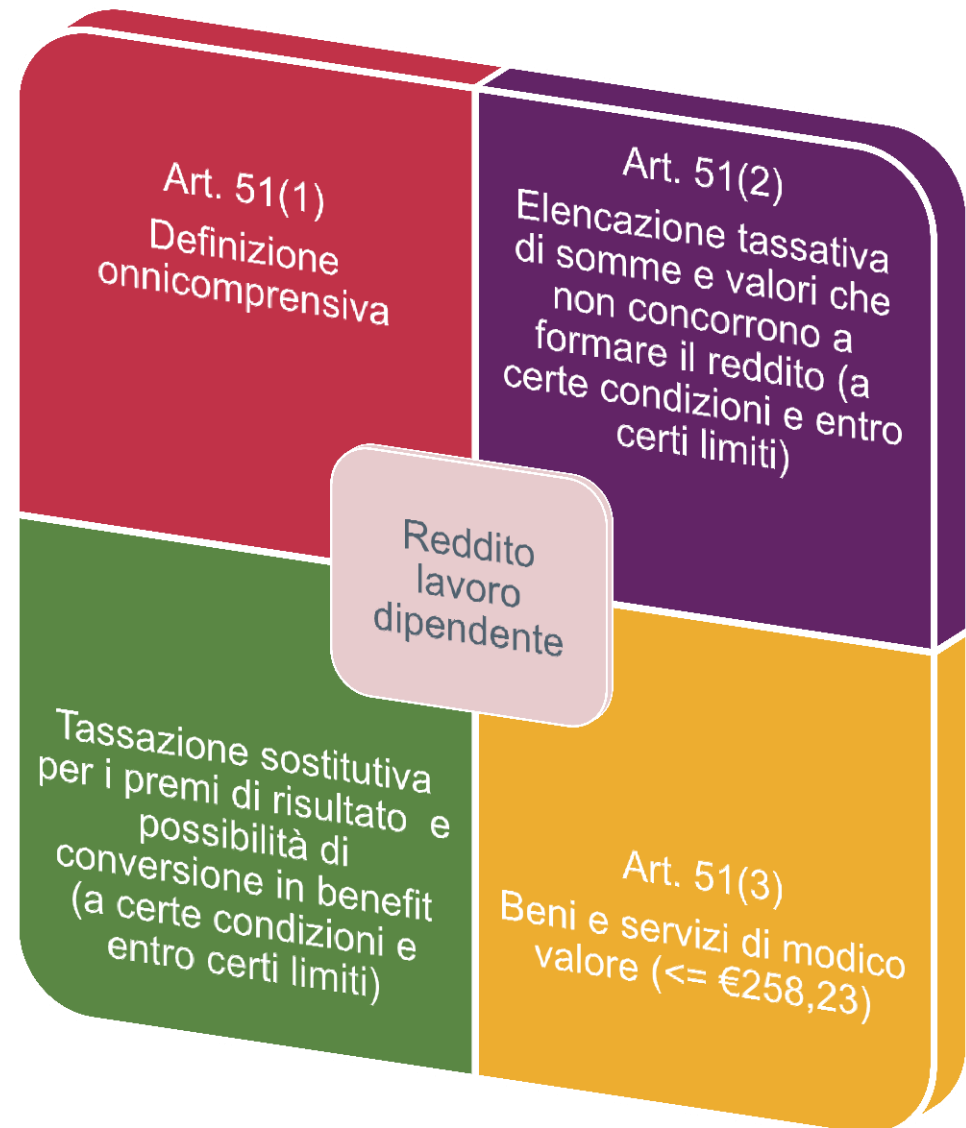 Art. 51(1)
Definizione
onnicomprensiva
Art. 51(2)
Elencazione tassativa
di somme e valori che
non concorrono a
formare il reddito (a
certe condizioni e entro
certi limiti)
Reddito
lavoro
dipendente
Tassazione sostitutiva
per i premi di risultato e
possibilità di
conversione in benefit
(a certe condizioni e
entro certi limiti)
Art. 51(3)
Beni e servizi di modico
valore (<= €258,23)